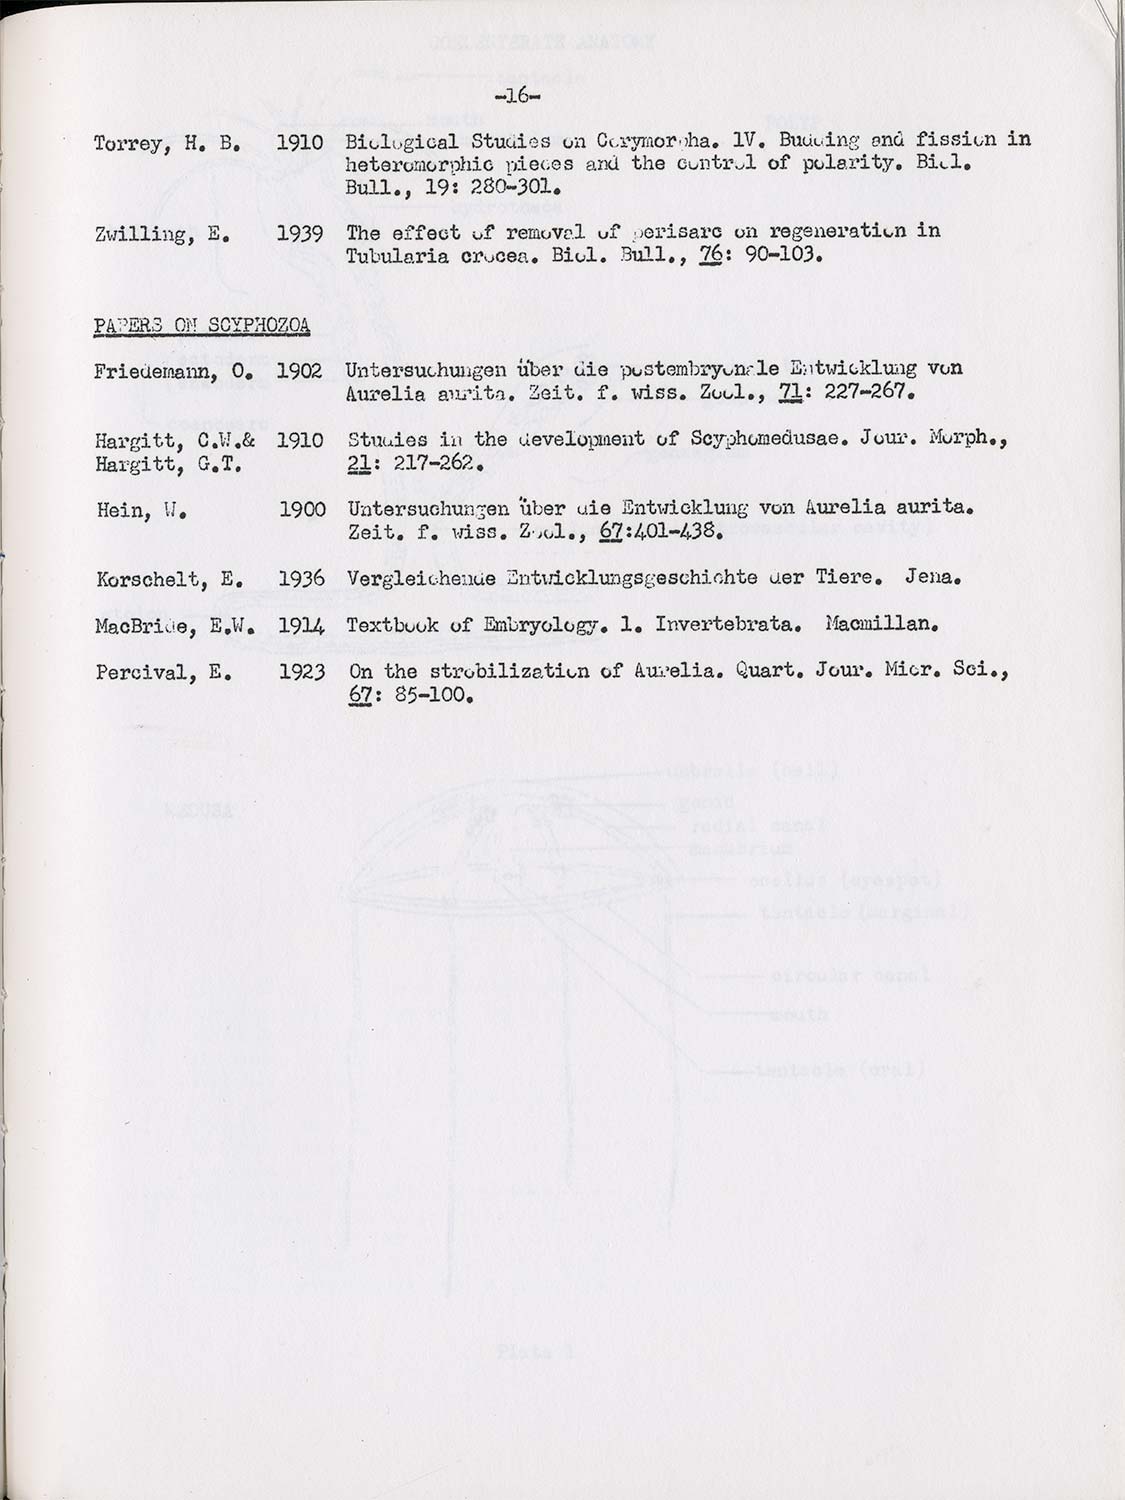 -16-
Torrey, H. B. 1910 Biological Studies on Corymorpha. 1V. Budding and fission in
heteromorphic pieces and the control of polarity. Biol.
Bull., 19: 280-301.
Zwilling, E. 1939 The effect of removal of perisarc on regeneration in
Tubularia crocea. Biol. Bull., 76: 90-103.
PAPERS ON SCYPHOZOA
Friedemann, O. 1902 Untersuchungen über die postembryonale Entwicklung von
Aurelia aurita. Zeit. f. wiss. Zool., 71: 227-267.
Hargitt, C.W.& 1910 Studies in the development of Scyphomedusae. Jour. Morph.,
Hargitt, G.T. 21: 217-262.
Hein, W. 1900 Untersuchungen über die Entwicklung von Aurelia aurita.
Zeit. f. wiss. Zool., 67:401-438.
Korschelt, E. 1936 Vergleichende Entwicklungsgeschichte der Tiere. Jena.
MacBride, E.W. 1914 Textbook of Embryology. 1. Invertebrata. Macmillan.
Percival, E. 1923 On the strobilization of Aurelia. Quart. Jour. Micr. Sci.,
67: 85-100.